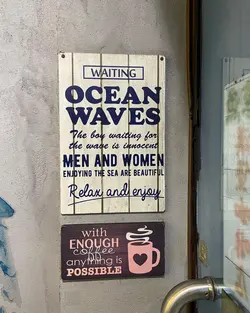 WAITING
OCEAN
WAVES
The boy waiting for
the wave is innocent
MEN AND WOMEN
ENJOYING THE SEA ARE BEAUTIFUL
Relax and enjoy
with
ENOUGH
coffee
anything is
POSSIBLE